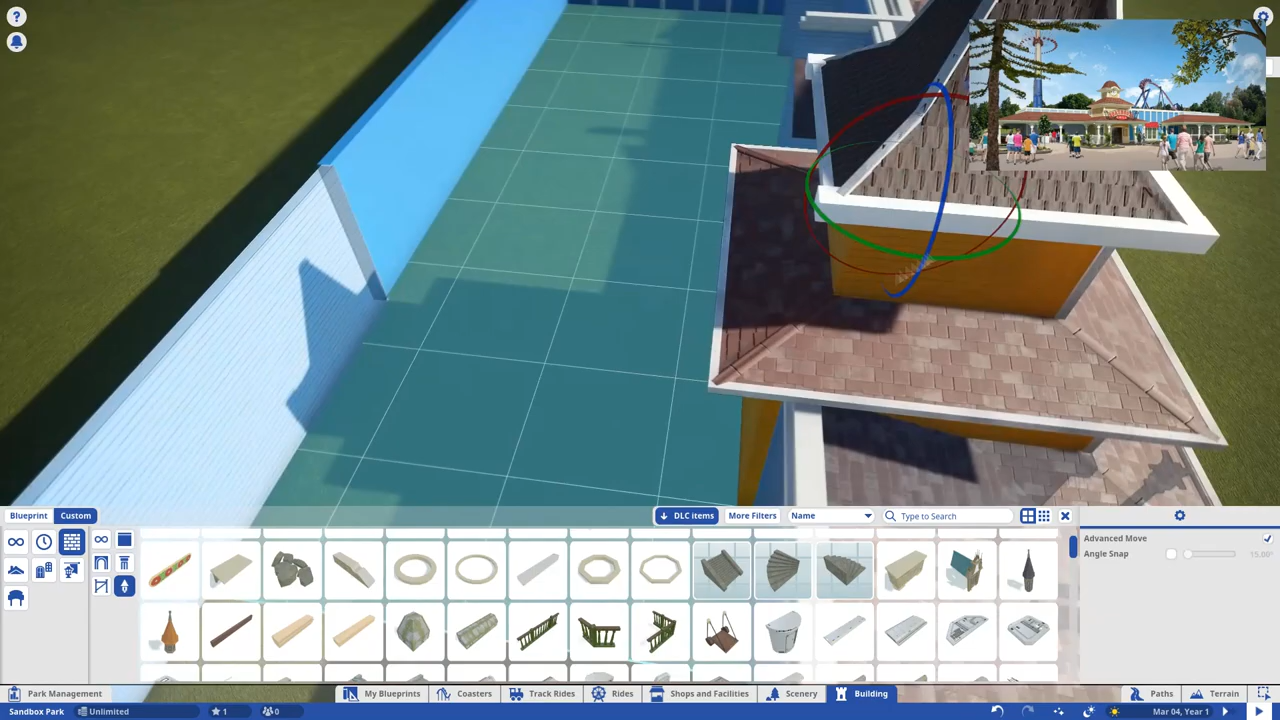 Blueprint
Custom
DLC items
More Filters
Name
Type to Search
Advanced Move
Angle Snap
15.00°
Park Management
My Blueprints
Coasters
Track Rides
Rides
Shops and Facilities
Scenery
Building
Paths
Terrain
Sandbox Park
Unlimited
1
0
Mar 04, Year 1